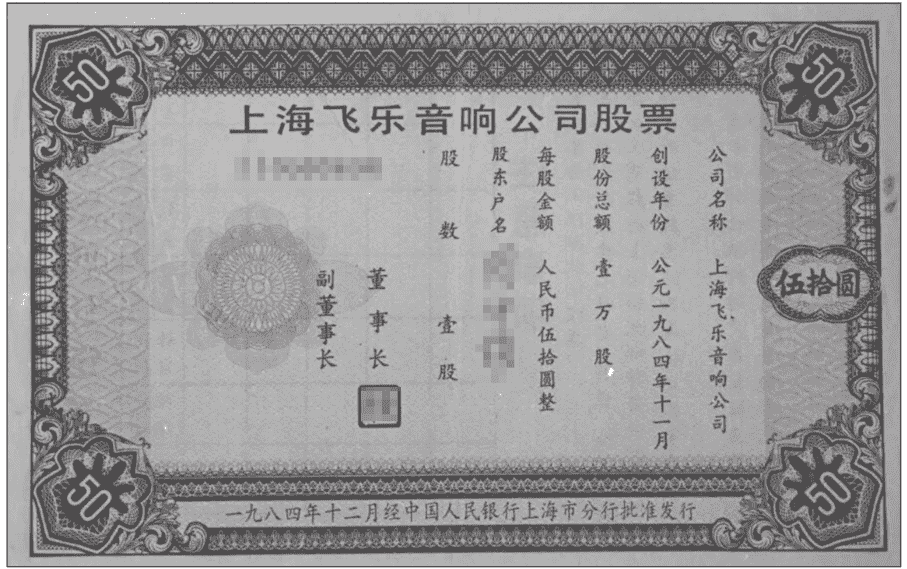 50
50
上海飞乐音响公司股票
公司名称 上海飞乐音响公司
创设年份 公元一九八四年十一月
股份总额 壹万股
每股金额 人民币伍拾圆整
股东户名
股数 壹股
董事长
副董事长
伍拾圆
50
50
一九八四年十二月经中国人民银行上海市分行批准发行